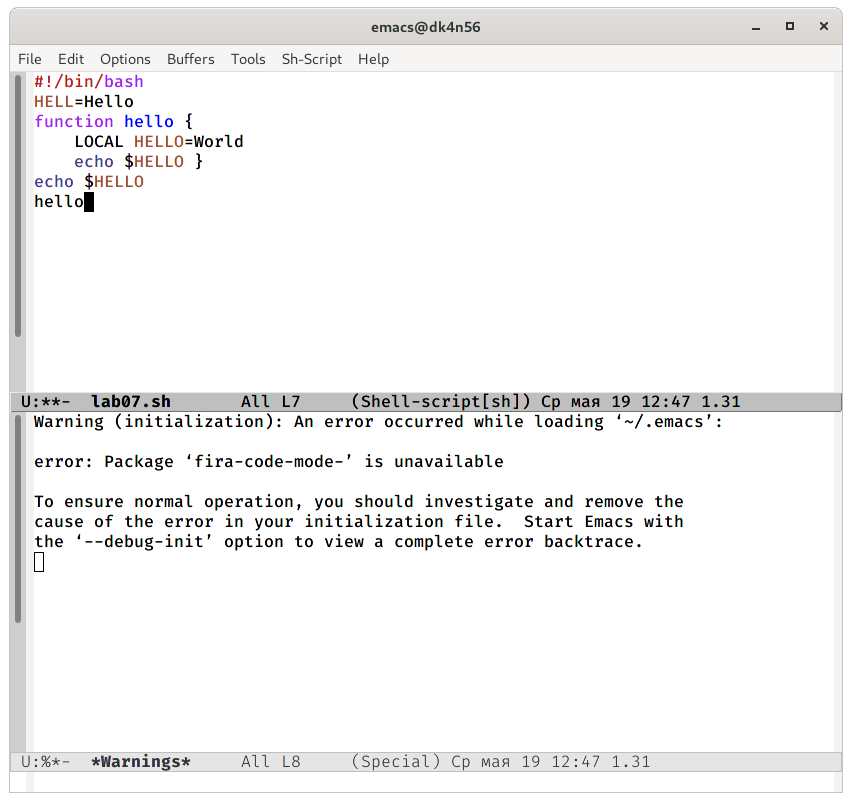 emacs@dk4n56
File Edit Options Buffers Tools Sh-Script Help
#!/bin/bash
HELL=Hello
function hello {
    LOCAL HELLO=World
    echo $HELLO }
echo $HELLO
hello
U:**-  lab07.sh       All L7     (Shell-script[sh]) Ср мая 19 12:47 1.31
Warning (initialization): An error occurred while loading ‘~/.emacs’:
error: Package ‘fira-code-mode-’ is unavailable
To ensure normal operation, you should investigate and remove the
cause of the error in your initialization file.  Start Emacs with
the ‘--debug-init’ option to view a complete error backtrace.
U:%*-  *Warnings*     All L8     (Special) Ср мая 19 12:47 1.31